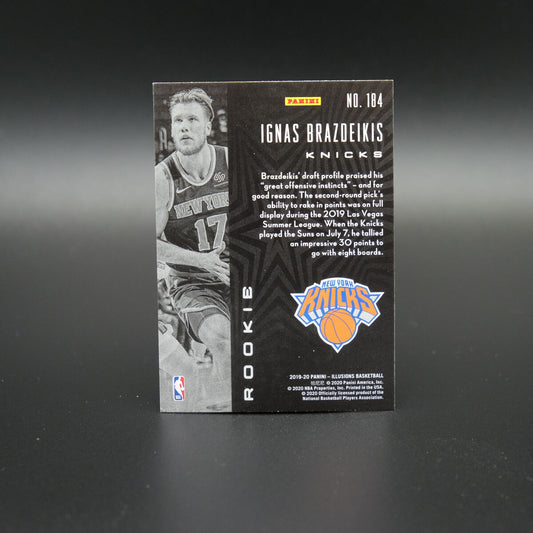 PANINI
NO. 184
IGNAS BRAZDEIKIS
KNICKS
Brazdeikis' draft profile praised his
"great offensive instincts" – and for
good reason. The second-round pick's
ability to rake in points was on full
display during the 2019 Las Vegas
Summer League. When the Knicks
played the Suns on July 7, he tallied
an impressive 30 points to
go with eight boards.
NEW YORK
17
ROOKIE
NEW YORK
KNICKS
2019-20 PANINI – ILLUSIONS BASKETBALL
帕尼尼 © 2020 Panini America, Inc.
© 2020 NBA Properties, Inc. Printed in the USA.
© 2020 Officially licensed product of the
National Basketball Players Association.